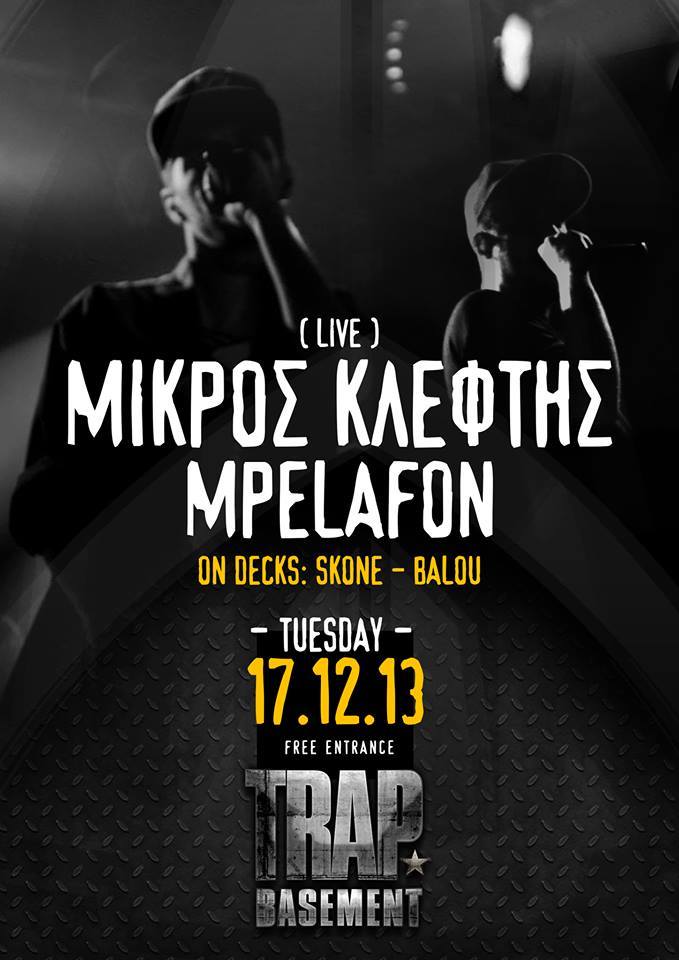 ( LIVE )
ΜΙΚΡΟΣ ΚΛΕΦΤΗΣ
MPELAFON
ON DECKS: SKONE - BALOU
- TUESDAY -
17.12.13
FREE ENTRANCE
TRAP
BASEMENT